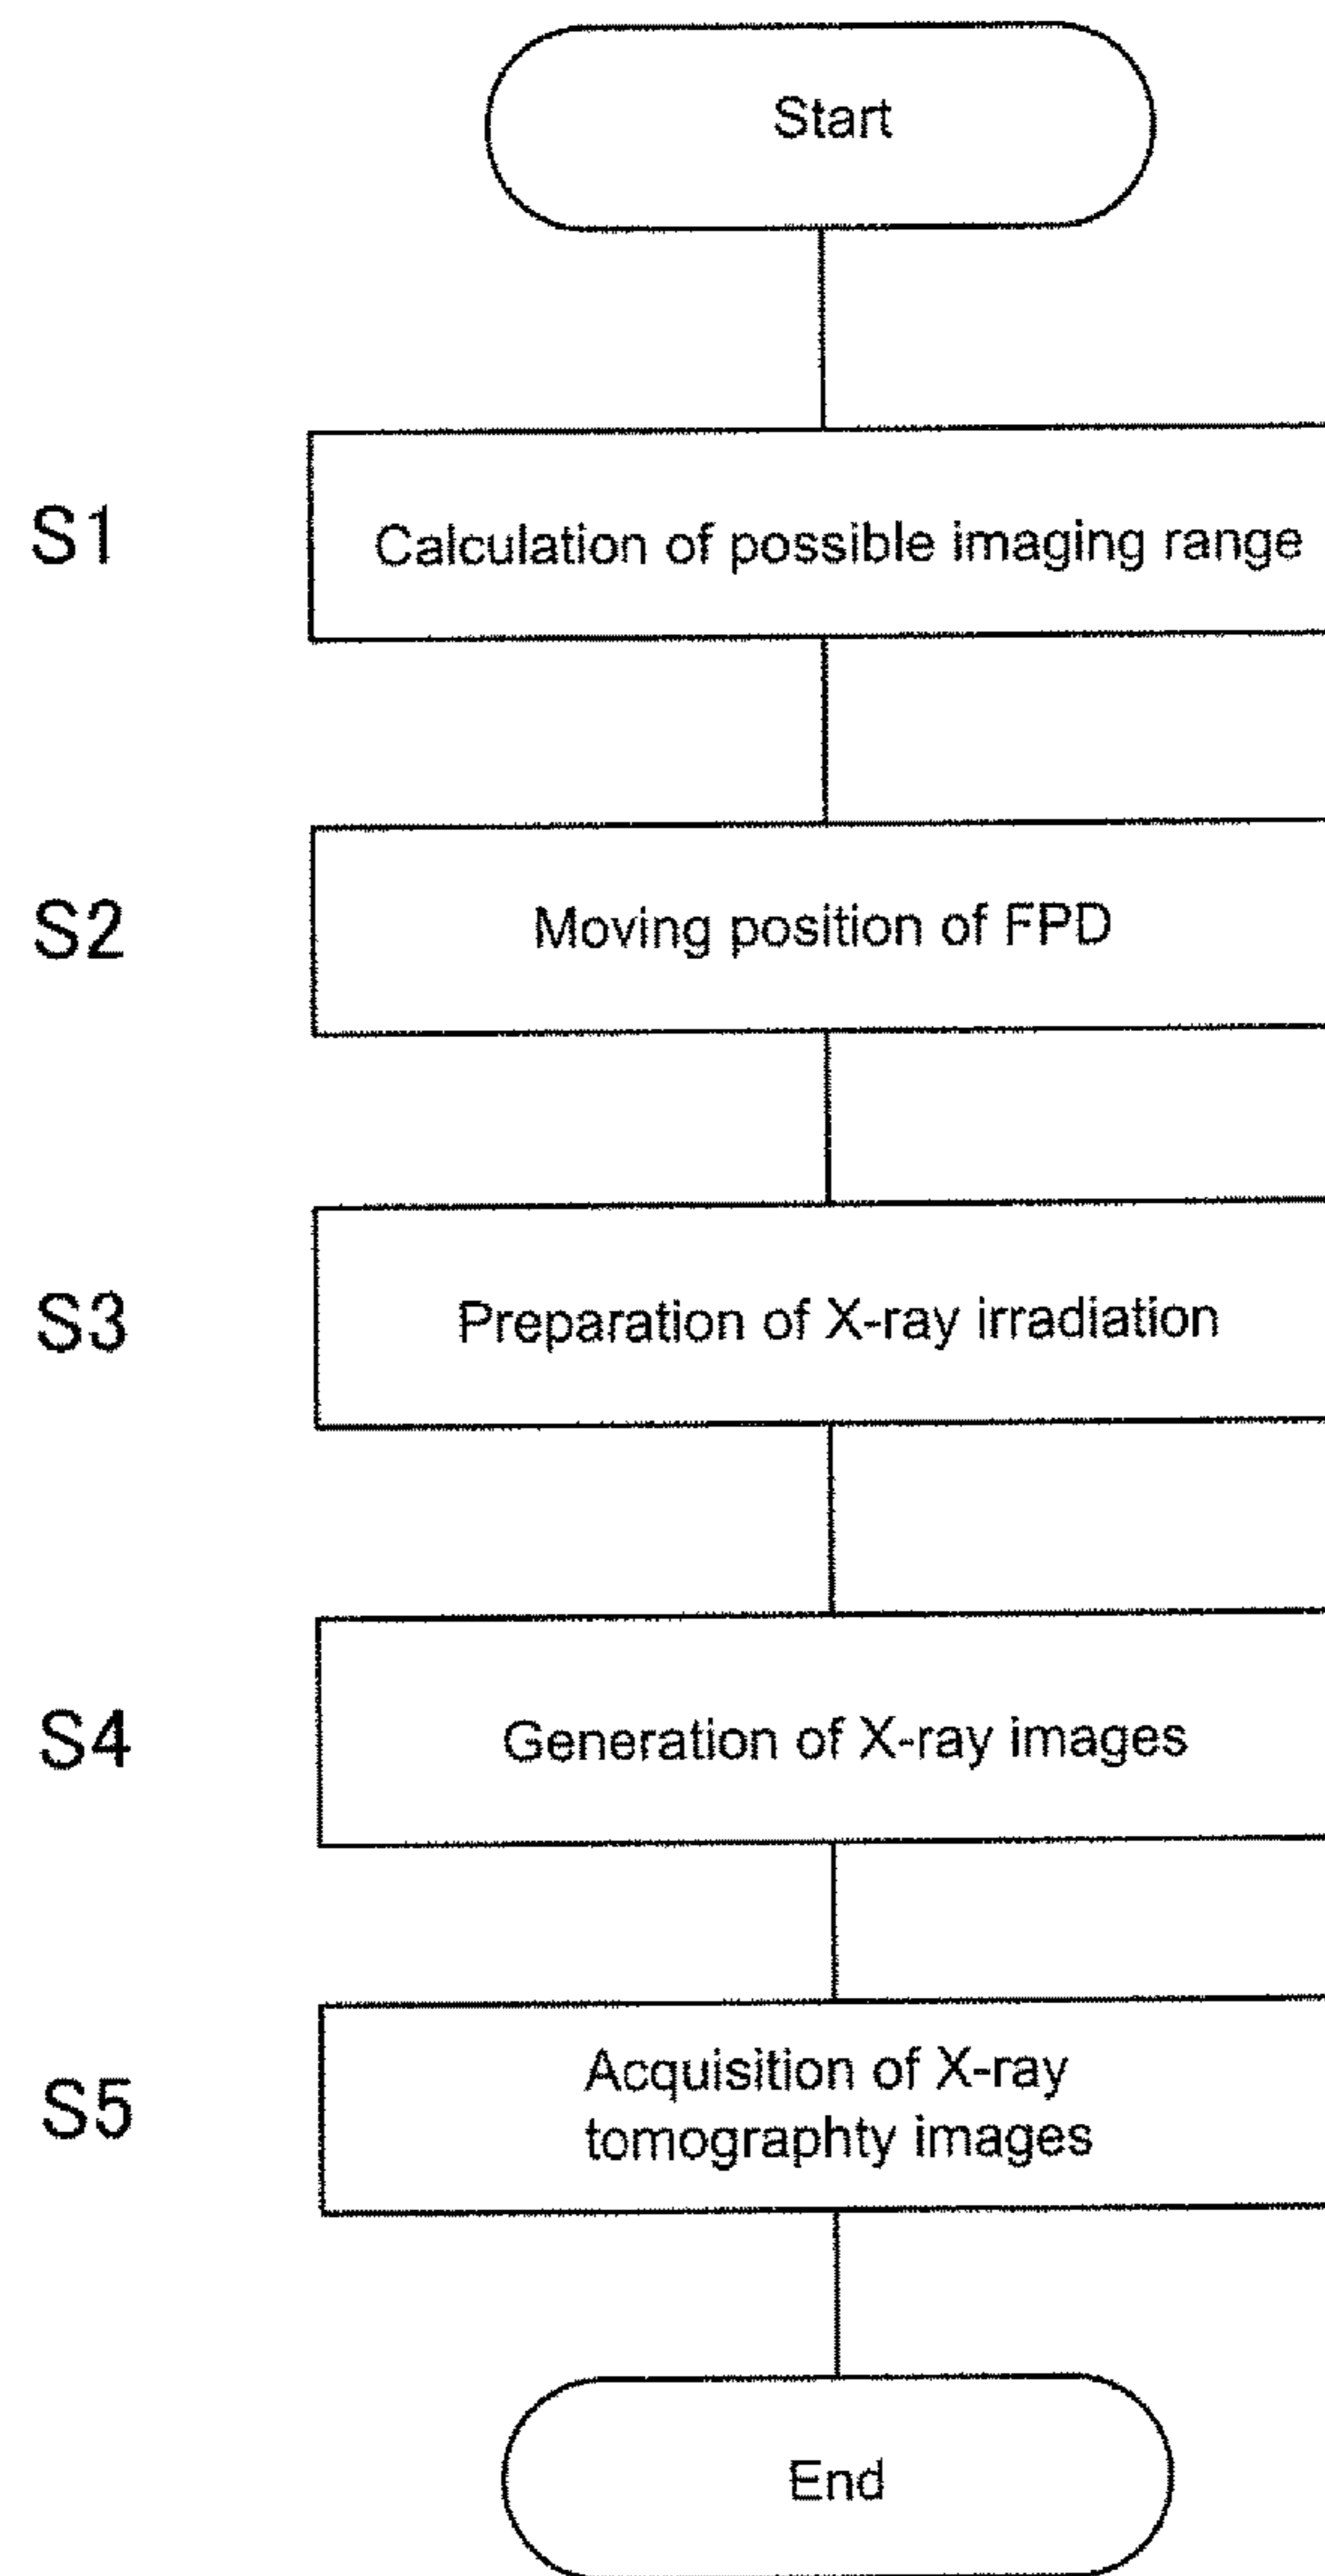 Start
S1
Calculation of possible imaging range
S2
Moving position of FPD
S3
Preparation of X-ray irradiation
S4
Generation of X-ray images
S5
Acquisition of X-ray
tomographty images
End